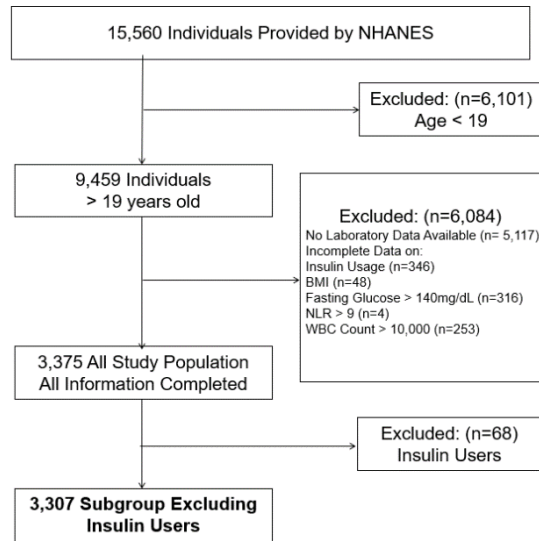 15,560 Individuals Provided by NHANES
Excluded: (n=6,101)
Age < 19
9,459 Individuals
> 19 years old
Excluded: (n=6,084)
No Laboratory Data Available (n= 5,117)
Incomplete Data on:
Insulin Usage (n=346)
BMI (n=48)
Fasting Glucose > 140mg/dL (n=316)
NLR > 9 (n=4)
WBC Count > 10,000 (n=253)
3,375 All Study Population
All Information Completed
Excluded: (n=68)
Insulin Users
3,307 Subgroup Excluding
Insulin Users